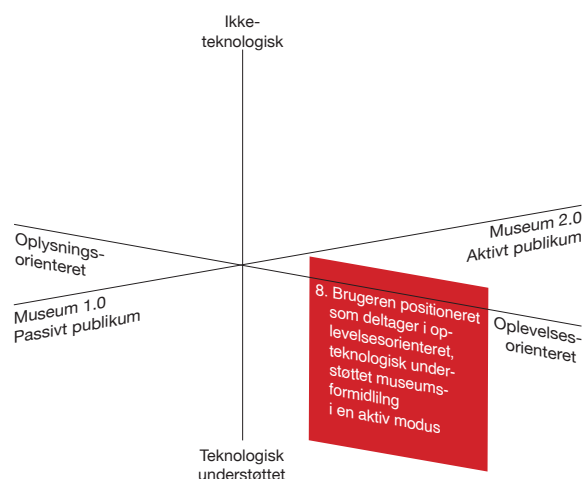 Ikke-
teknologisk
Museum 2.0
Aktivt publikum
Oplysnings-
orienteret
Museum 1.0
Passivt publikum
8. Brugeren positioneret
som deltager i op-
levelsesorienteret,
teknologisk under-
støttet museums-
formidlilng
i en aktiv modus
Oplevelses-
orienteret
Teknologisk
understøttet